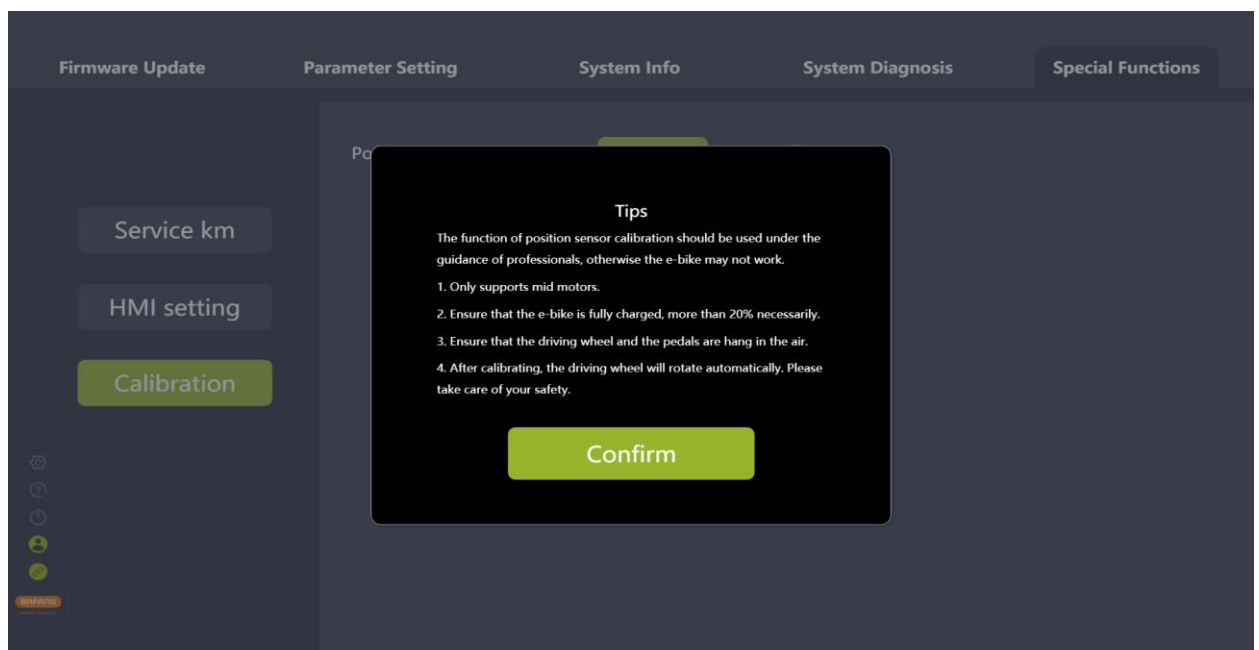 Firmware Update
Parameter Setting
System Info
System Diagnosis
Special Functions
Service km
HMI setting
Calibration
Tips
The function of position sensor calibration should be used under the
guidance of professionals, otherwise the e-bike may not work.
1. Only supports mid motors.
2. Ensure that the e-bike is fully charged, more than 20% necessarily.
3. Ensure that the driving wheel and the pedals are hang in the air.
4. After calibrating, the driving wheel will rotate automatically. Please
take care of your safety.
Confirm
BAFANG